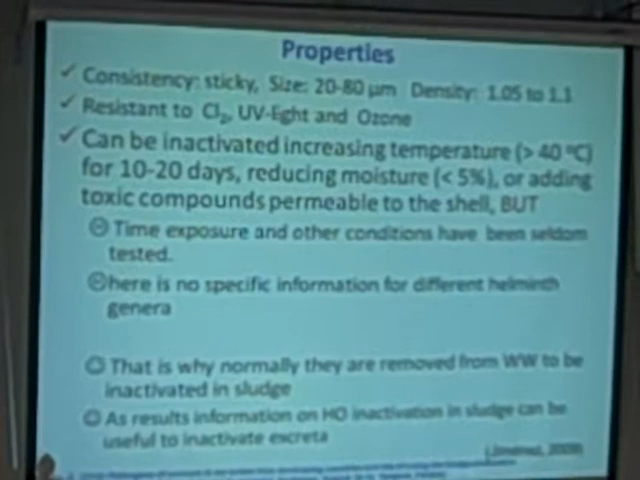 Properties
✓ Consistency: sticky, Size: 20-80 µm Density: 1.05 to 1.1
✓ Resistant to Cl₂, UV-Light and Ozone
✓ Can be inactivated increasing temperature (> 40 °C)
for 10-20 days, reducing moisture (< 5%), or adding
toxic compounds permeable to the shell, BUT
Time exposure and other conditions have been seldom
tested.
here is no specific information for different helminth
genera
That is why normally they are removed from WW to be
inactivated in sludge
As results information on HO inactivation in sludge can be
useful to inactivate excreta
(Jiménez, 2009)